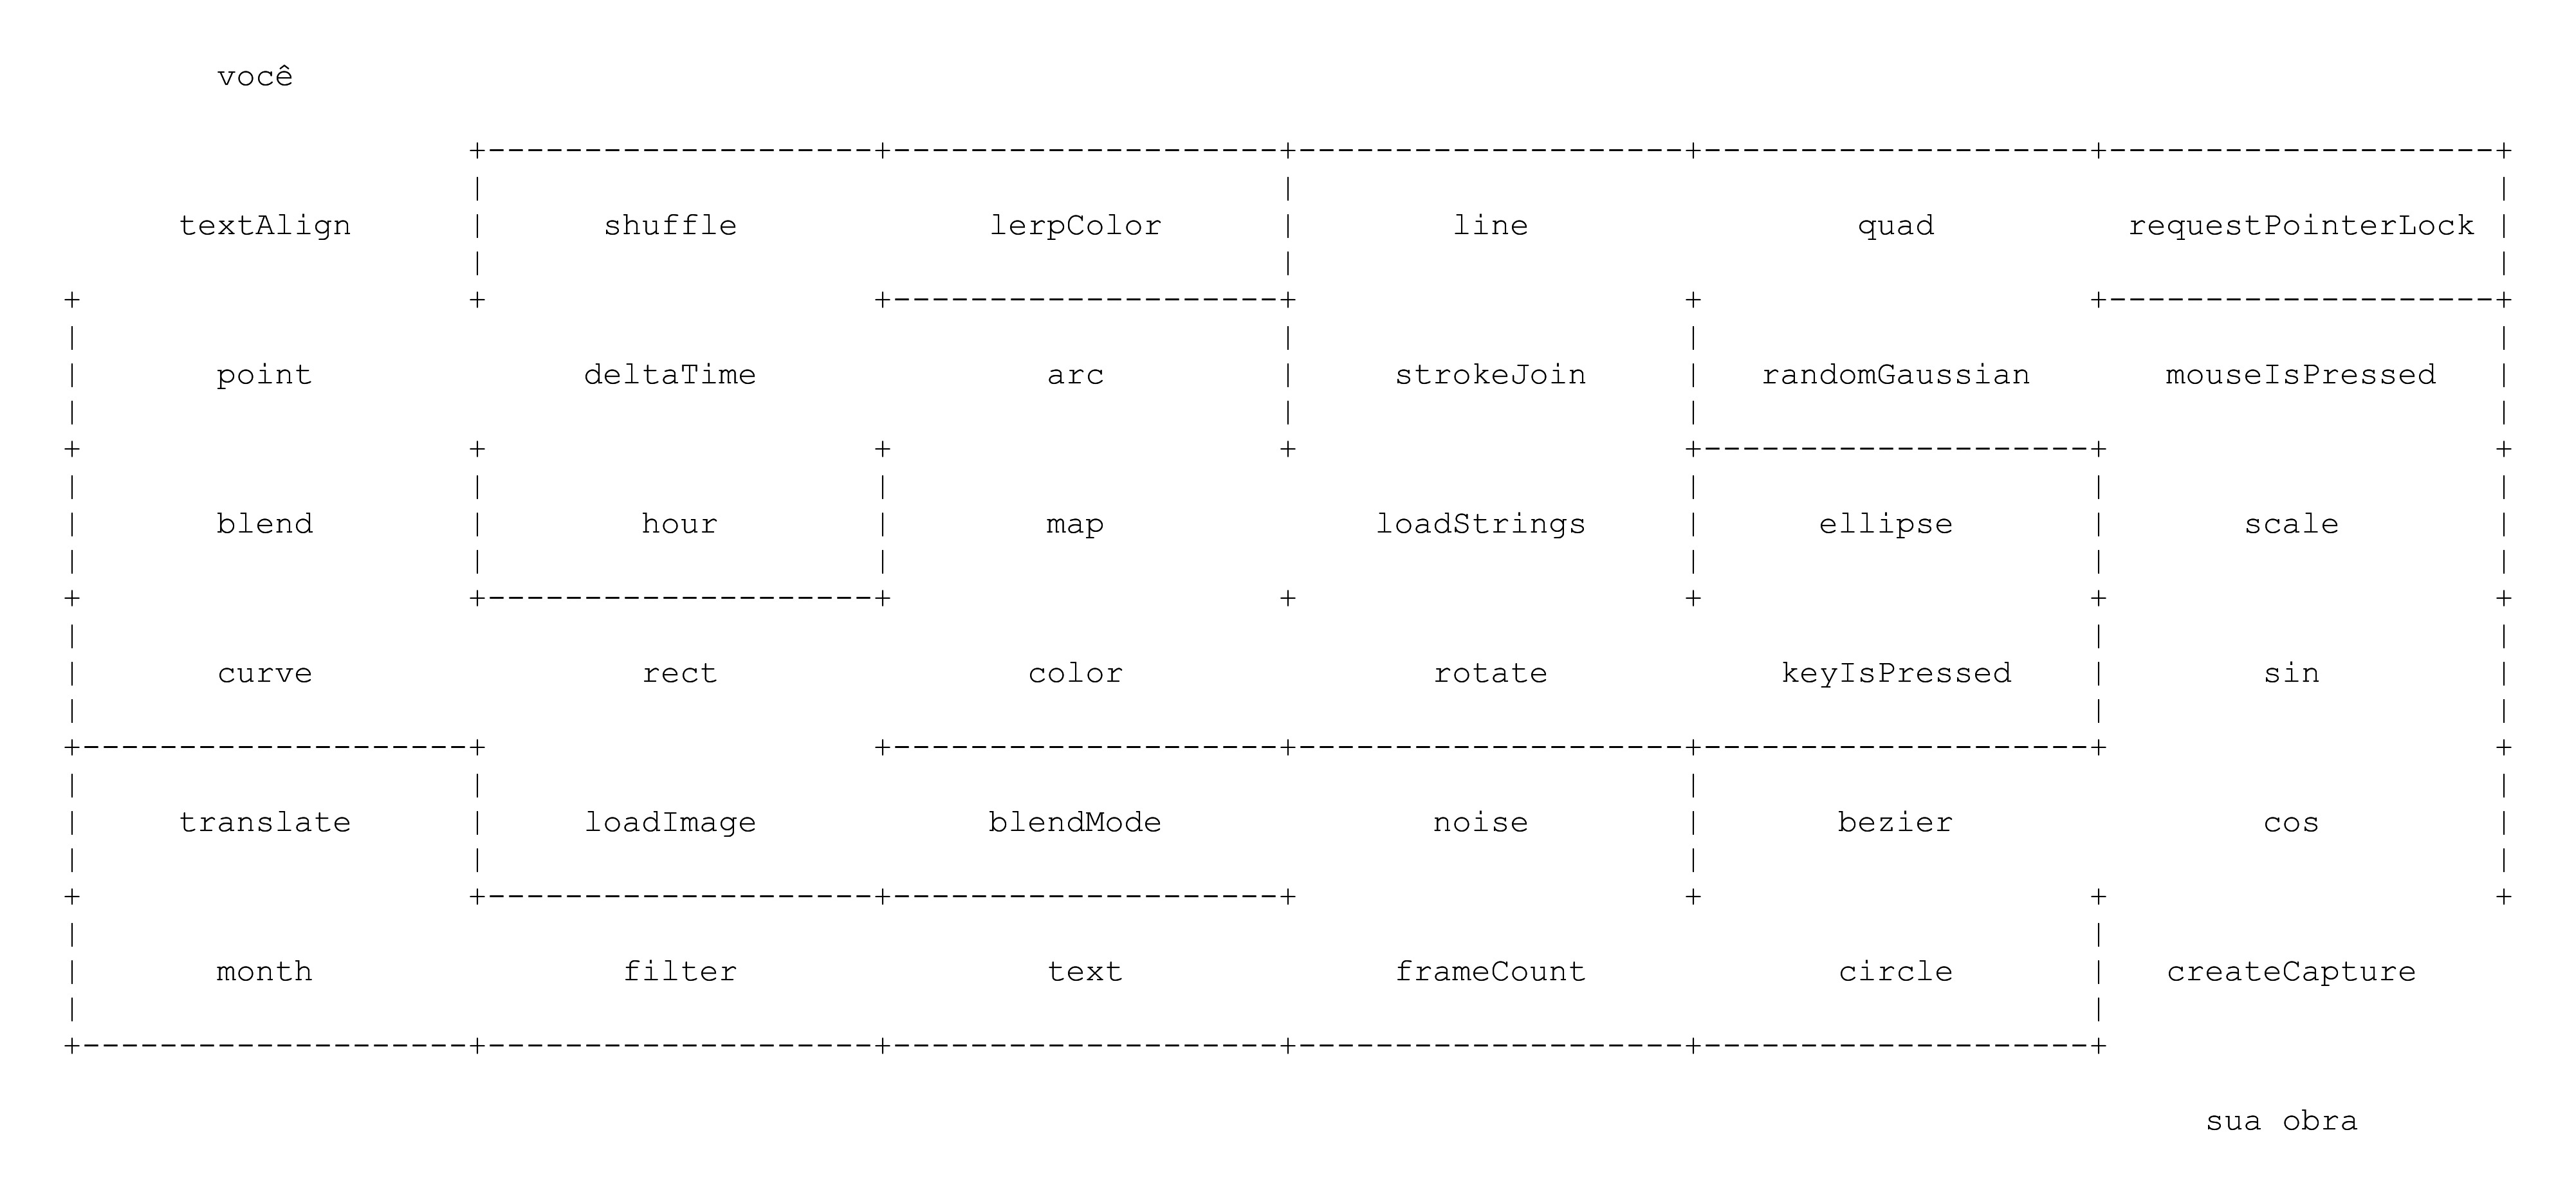 você
textAlign shuffle lerpColor line quad requestPointerLock
point deltaTime arc strokeJoin randomGaussian mouseIsPressed
blend hour map loadStrings ellipse scale
curve rect color rotate keyIsPressed sin
translate loadImage blendMode noise bezier cos
month filter text frameCount circle createCapture
sua obra